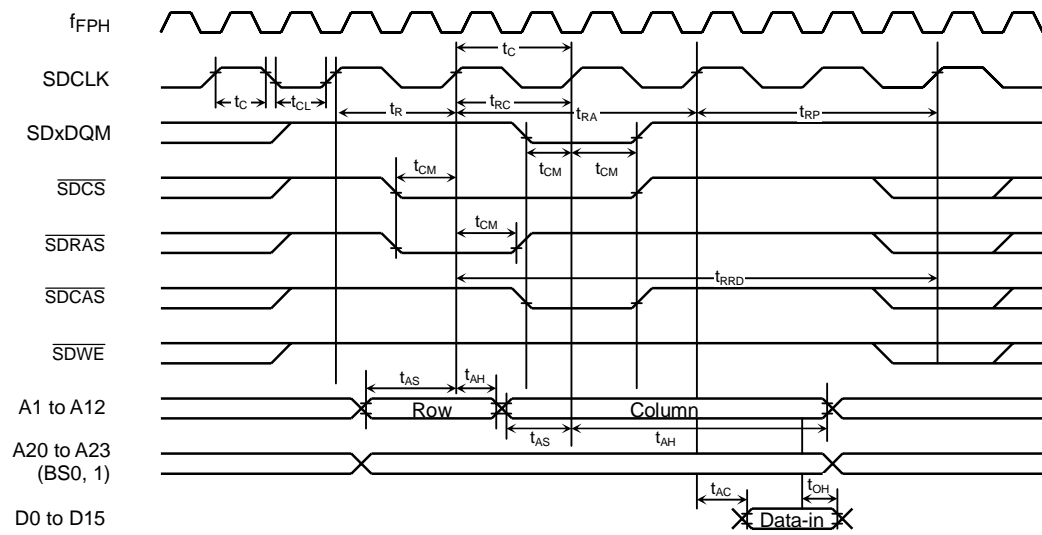 fFPH
tC
SDCLK
tC
tCL
tR
tRC
tRA
tRP
SDxDQM
tCM
tCM
tCM
SDCS
tCM
SDRAS
tRRD
SDCAS
SDWE
tAS
tAH
A1 to A12
Row
Column
tAS
tAH
A20 to A23
(BS0, 1)
tAC
tOH
D0 to D15
Data-in